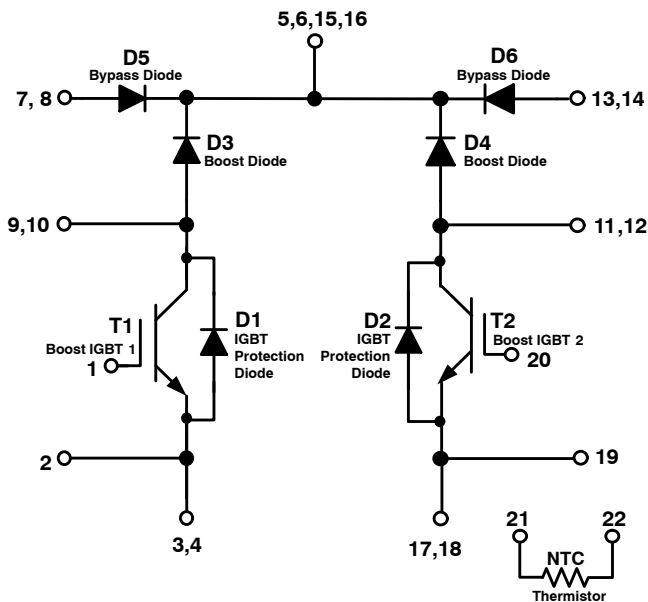 5,6,15,16
D5
Bypass Diode
D6
Bypass Diode
7, 8
13,14
D3
Boost Diode
D4
Boost Diode
9,10
11,12
T1
Boost IGBT 1
1
D1
IGBT
Protection
Diode
D2
IGBT
Protection
Diode
T2
Boost IGBT 2
20
2
19
3,4
17,18
21
22
NTC
Thermistor